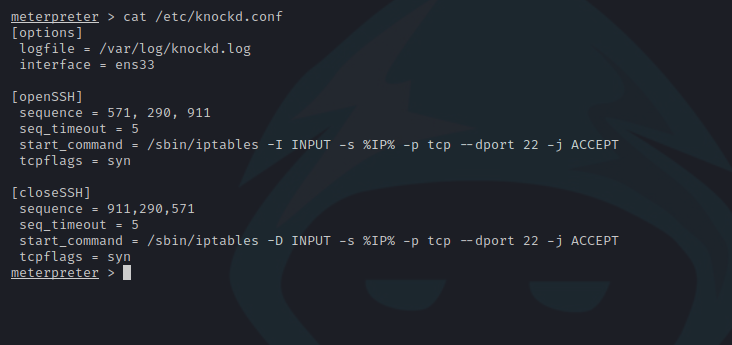 meterpreter > cat /etc/knockd.conf
[options]
logfile = /var/log/knockd.log
interface = ens33
[openSSH]
sequence = 571, 290, 911
seq_timeout = 5
start_command = /sbin/iptables -I INPUT -s %IP% -p tcp --dport 22 -j ACCEPT
tcpflags = syn
[closeSSH]
sequence = 911,290,571
seq_timeout = 5
start_command = /sbin/iptables -D INPUT -s %IP% -p tcp --dport 22 -j ACCEPT
tcpflags = syn
meterpreter >